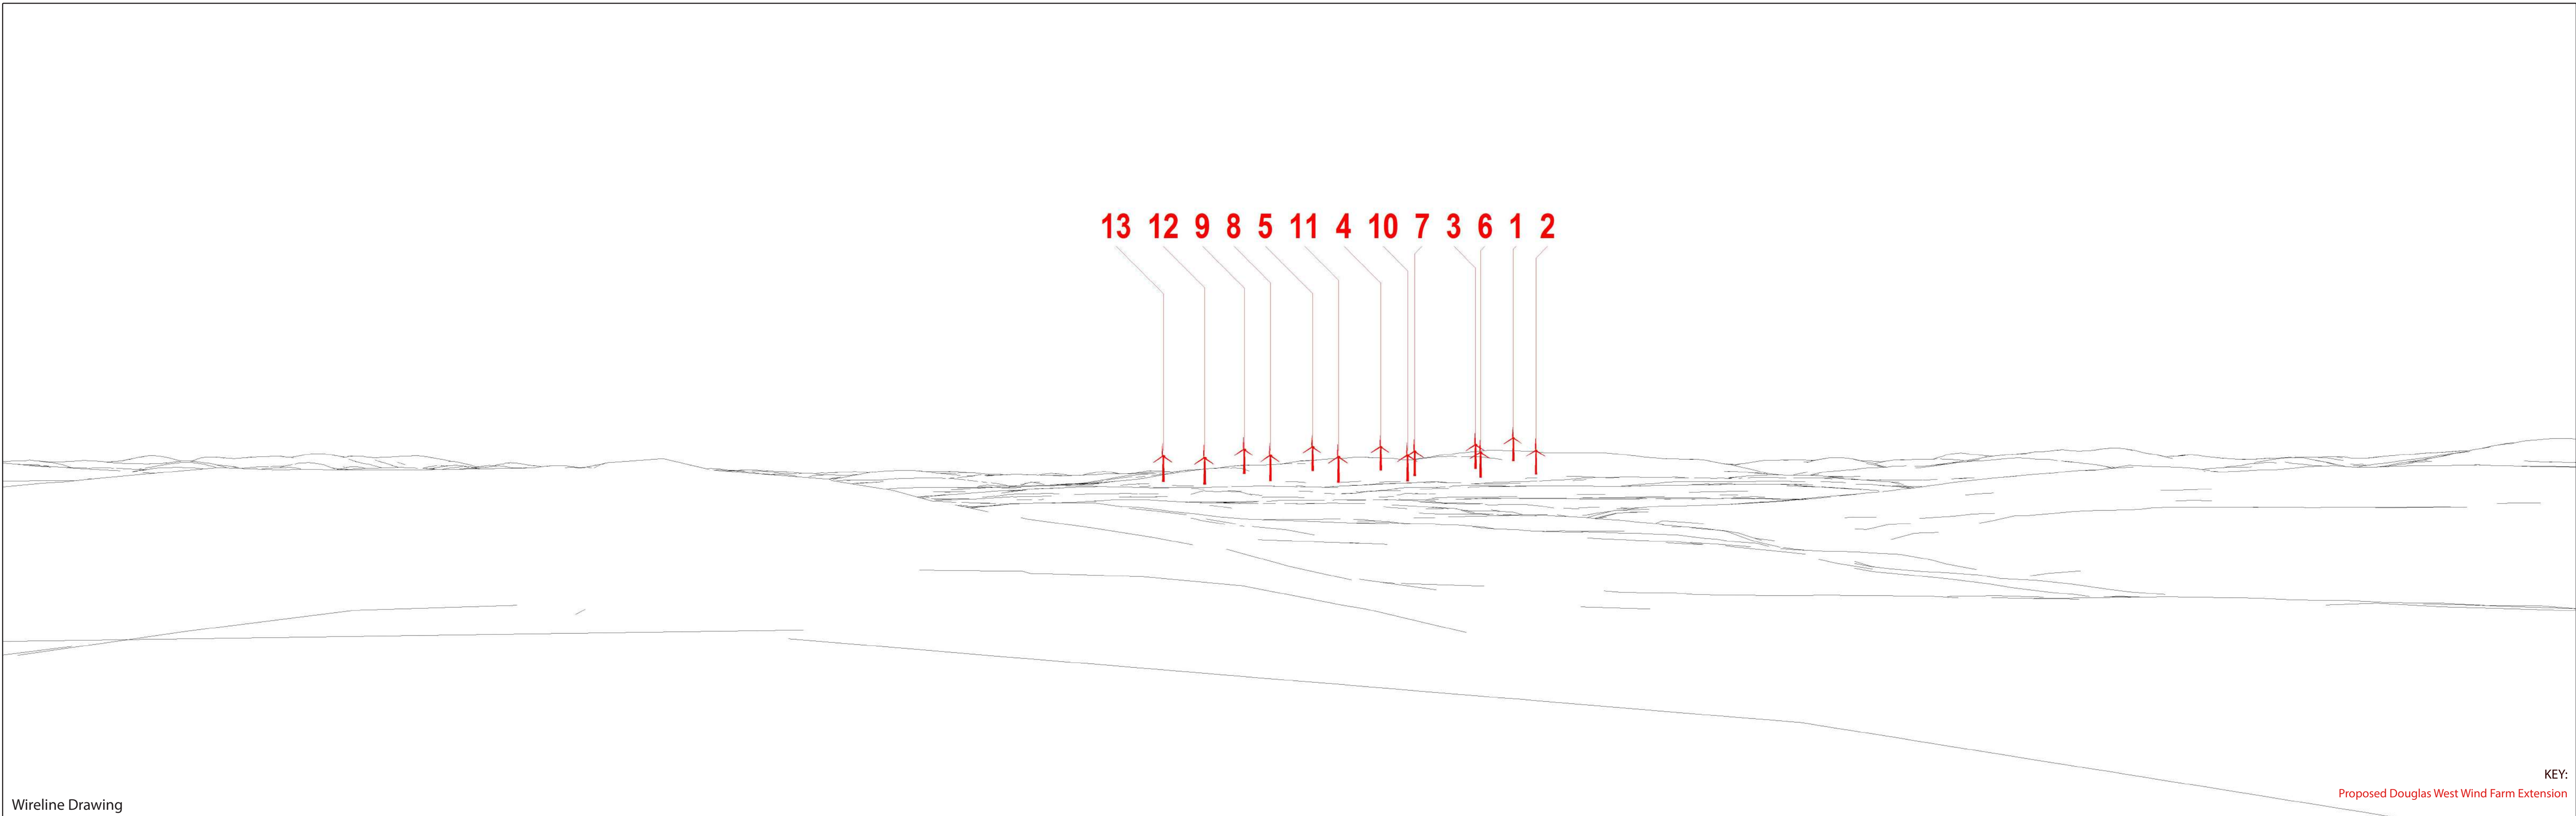 13 12 9 8 5 11 4 10 7 3 6 1 2
KEY:
Proposed Douglas West Wind Farm Extension
Wireline Drawing